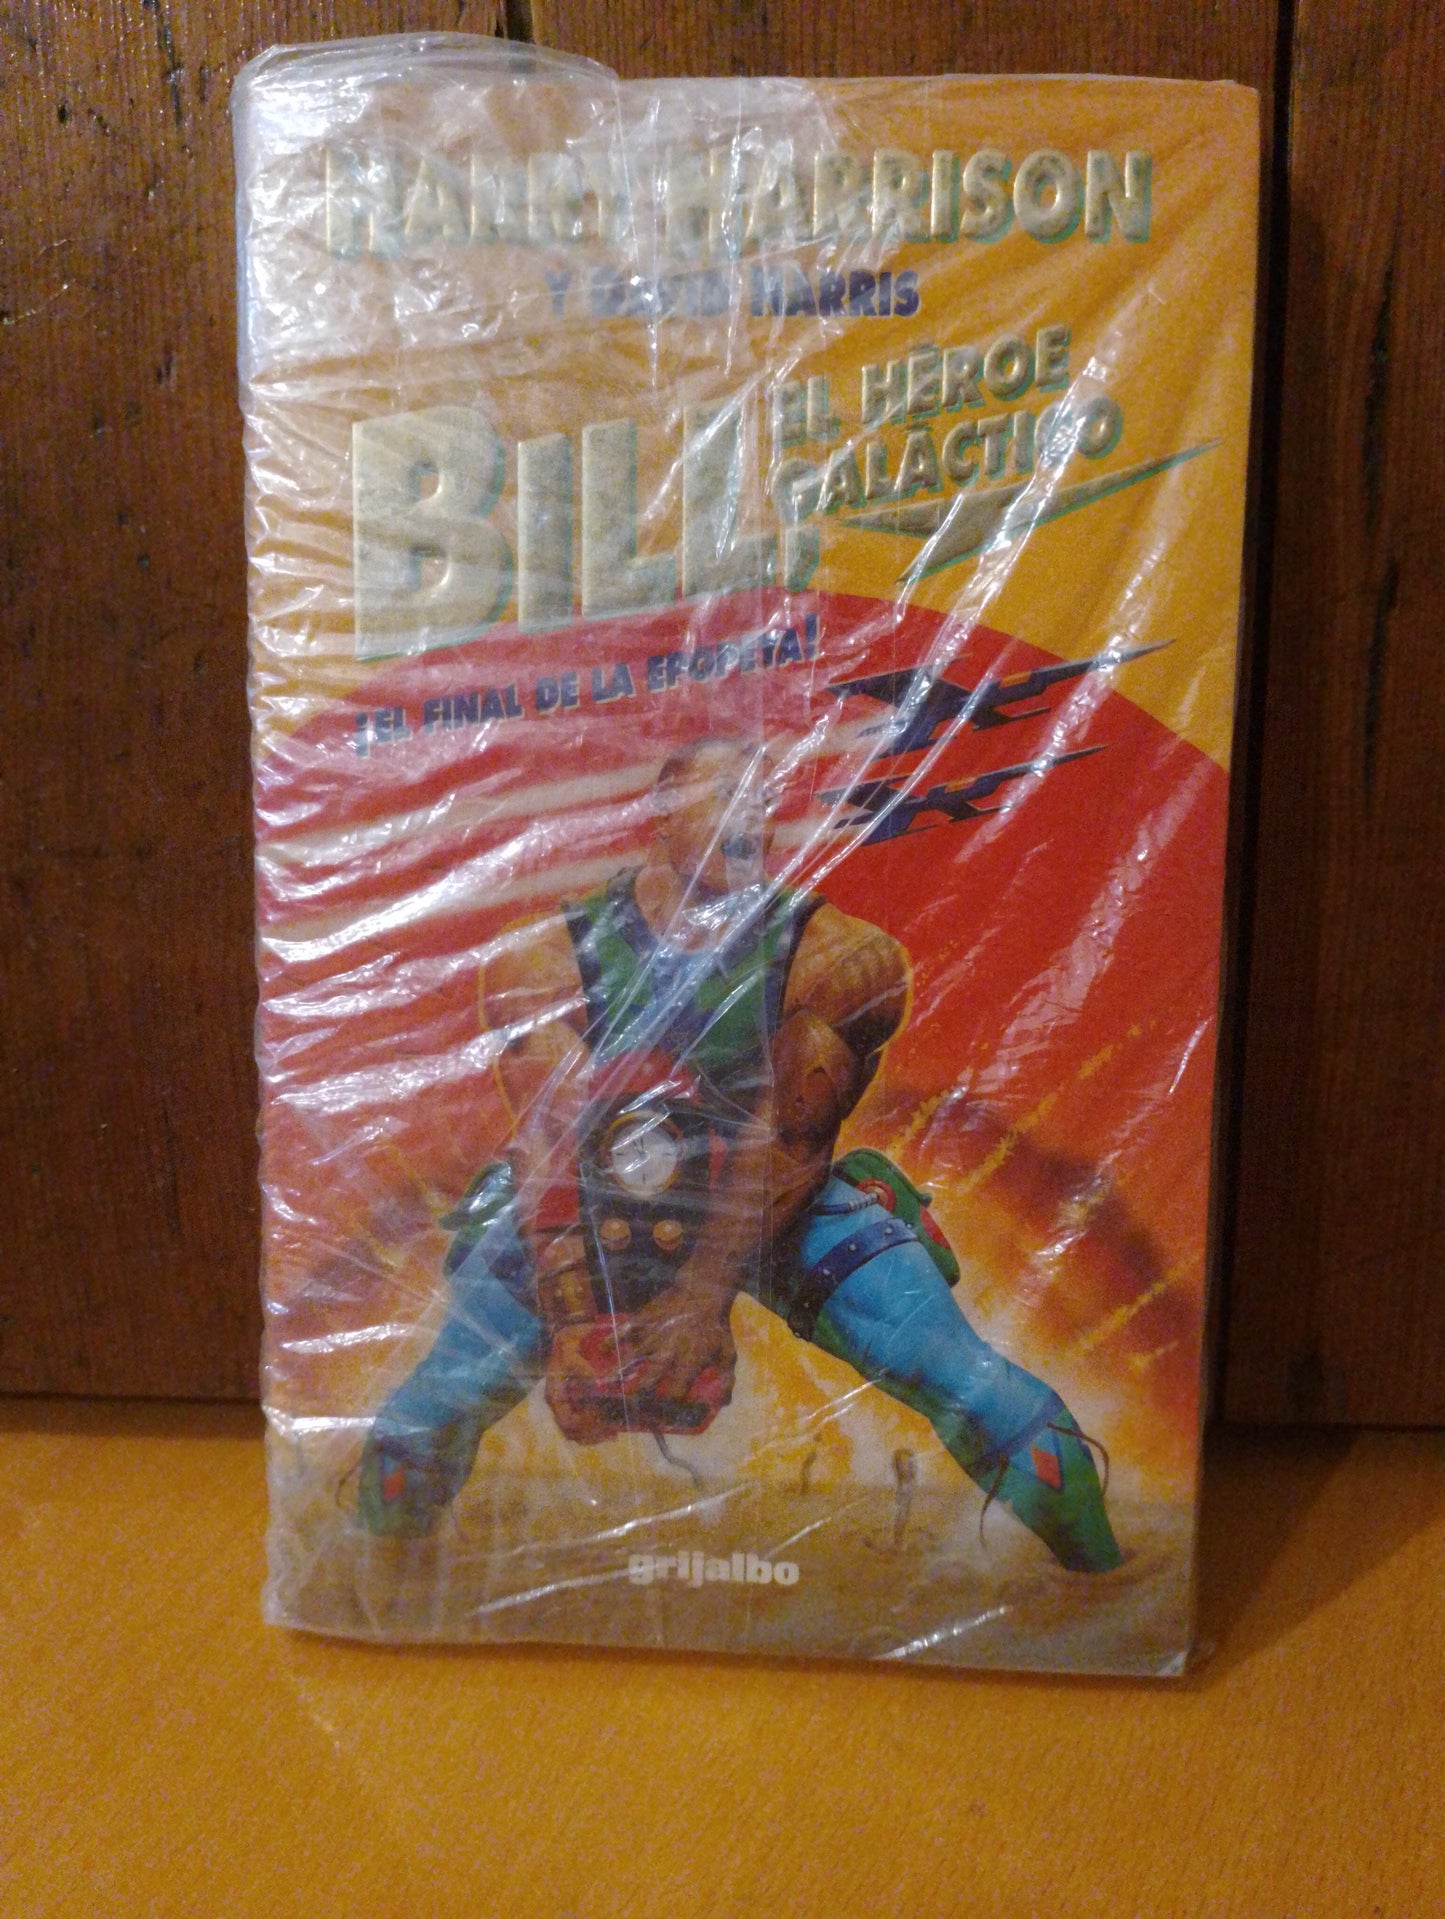 HARRY HARRISON
Y DAVID HARRIS
BILL,
EL HÉROE
GALÁCTICO
¡EL FINAL DE LA EPOPEYA!
grijalbo